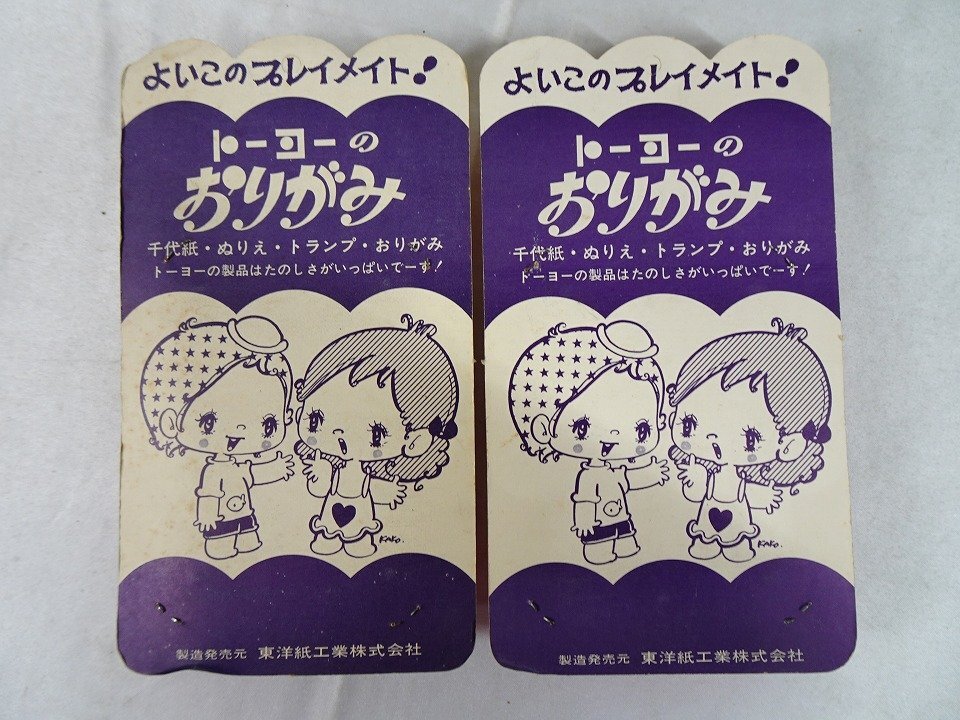 よいこのプレイメイト!
トーヨーの
おりがみ
千代紙・ぬりえ・トランプ・おりがみ
トーヨーの製品はたのしさがいっぱいでーす!
KAKO.
製造発売元 東洋紙工業株式会社
よいこのプレイメイト!
トーヨーの
おりがみ
千代紙・ぬりえ・トランプ・おりがみ
トーヨーの製品はたのしさがいっぱいでーす!
KAKO.
製造発売元 東洋紙工業株式会社